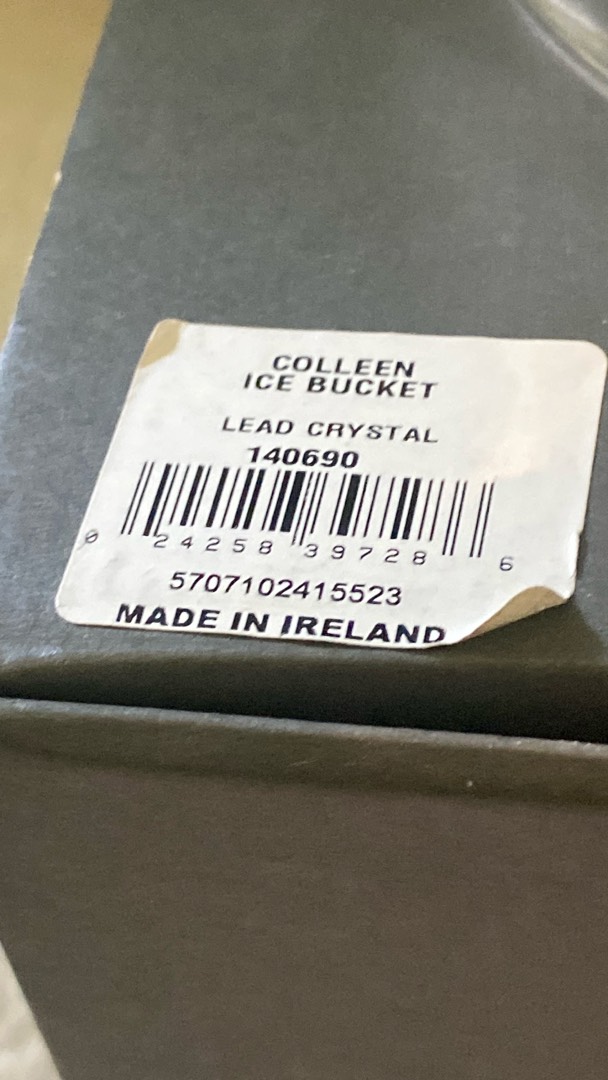 COLLEEN
ICE BUCKET
LEAD CRYSTAL
140690
0 24258 39728 6
5707102415523
MADE IN IRELAND